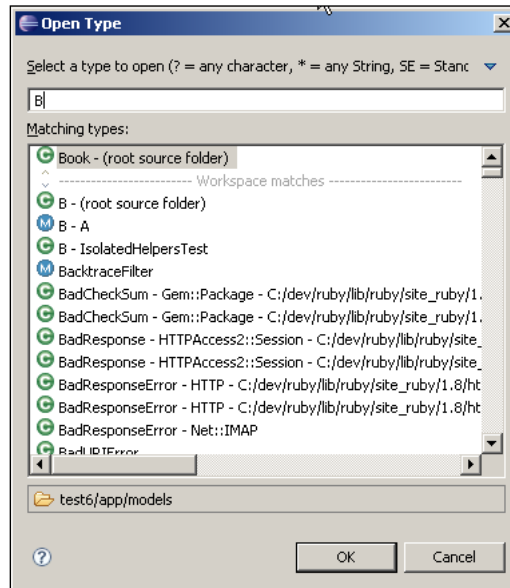 Open Type
Select a type to open (? = any character, * = any String, SE = Stanc
B
Matching types:
C Book - (root source folder)
------------------------ Workspace matches ------------------------
C B - (root source folder)
M B - A
C B - IsolatedHelpersTest
M BacktraceFilter
C BadCheckSum - Gem::Package - C:/dev/ruby/lib/ruby/site_ruby/1.
C BadCheckSum - Gem::Package - C:/dev/ruby/lib/ruby/site_ruby/1.
C BadResponse - HTTPAccess2::Session - C:/dev/ruby/lib/ruby/site_
C BadResponse - HTTPAccess2::Session - C:/dev/ruby/lib/ruby/site_
C BadResponseError - HTTP - C:/dev/ruby/lib/ruby/site_ruby/1.8/ht
C BadResponseError - HTTP - C:/dev/ruby/lib/ruby/site_ruby/1.8/ht
C BadResponseError - Net::IMAP
C BadURIError
test6/app/models
?
OK
Cancel